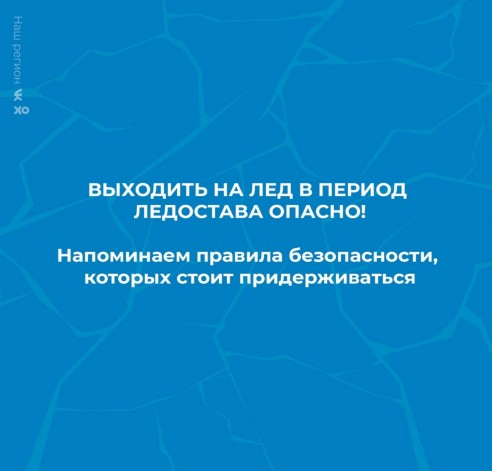 Наш регион
ВЫХОДИТЬ НА ЛЕД В ПЕРИОД
ЛЕДОСТАВА ОПАСНО!
Напоминаем правила безопасности,
которых стоит придерживаться